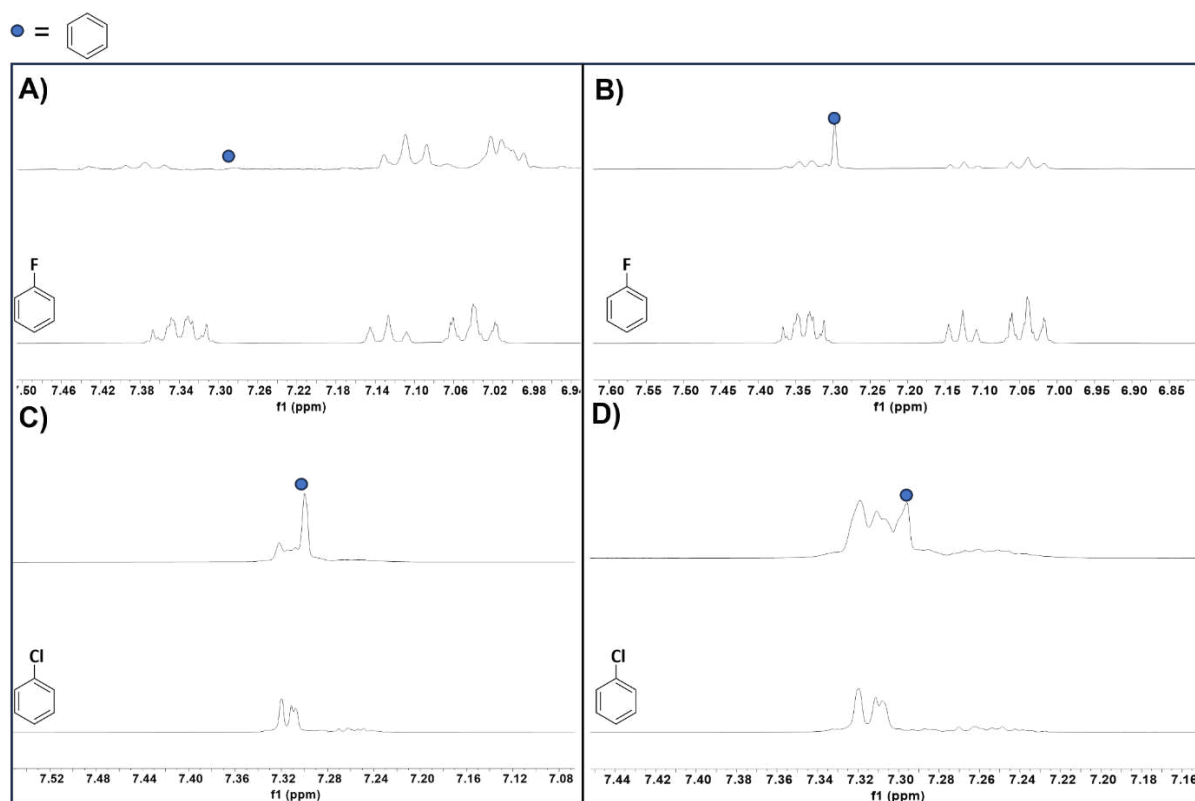 =
A)
B)
F
F
7.50 7.46 7.42 7.38 7.34 7.30 7.26 7.22 7.18 7.14 7.10 7.06 7.02 6.98
f1 (ppm)
7.60 7.55 7.50 7.45 7.40 7.35 7.30 7.25 7.20 7.15 7.10 7.05 7.00 6.95 6.90 6.85
f1 (ppm)
C)
D)
Cl
Cl
7.52 7.48 7.44 7.40 7.36 7.32 7.28 7.24 7.20 7.16 7.12 7.08
f1 (ppm)
7.44 7.42 7.40 7.38 7.36 7.34 7.32 7.30 7.28 7.26 7.24 7.22 7.20 7.18 7.16
f1 (ppm)